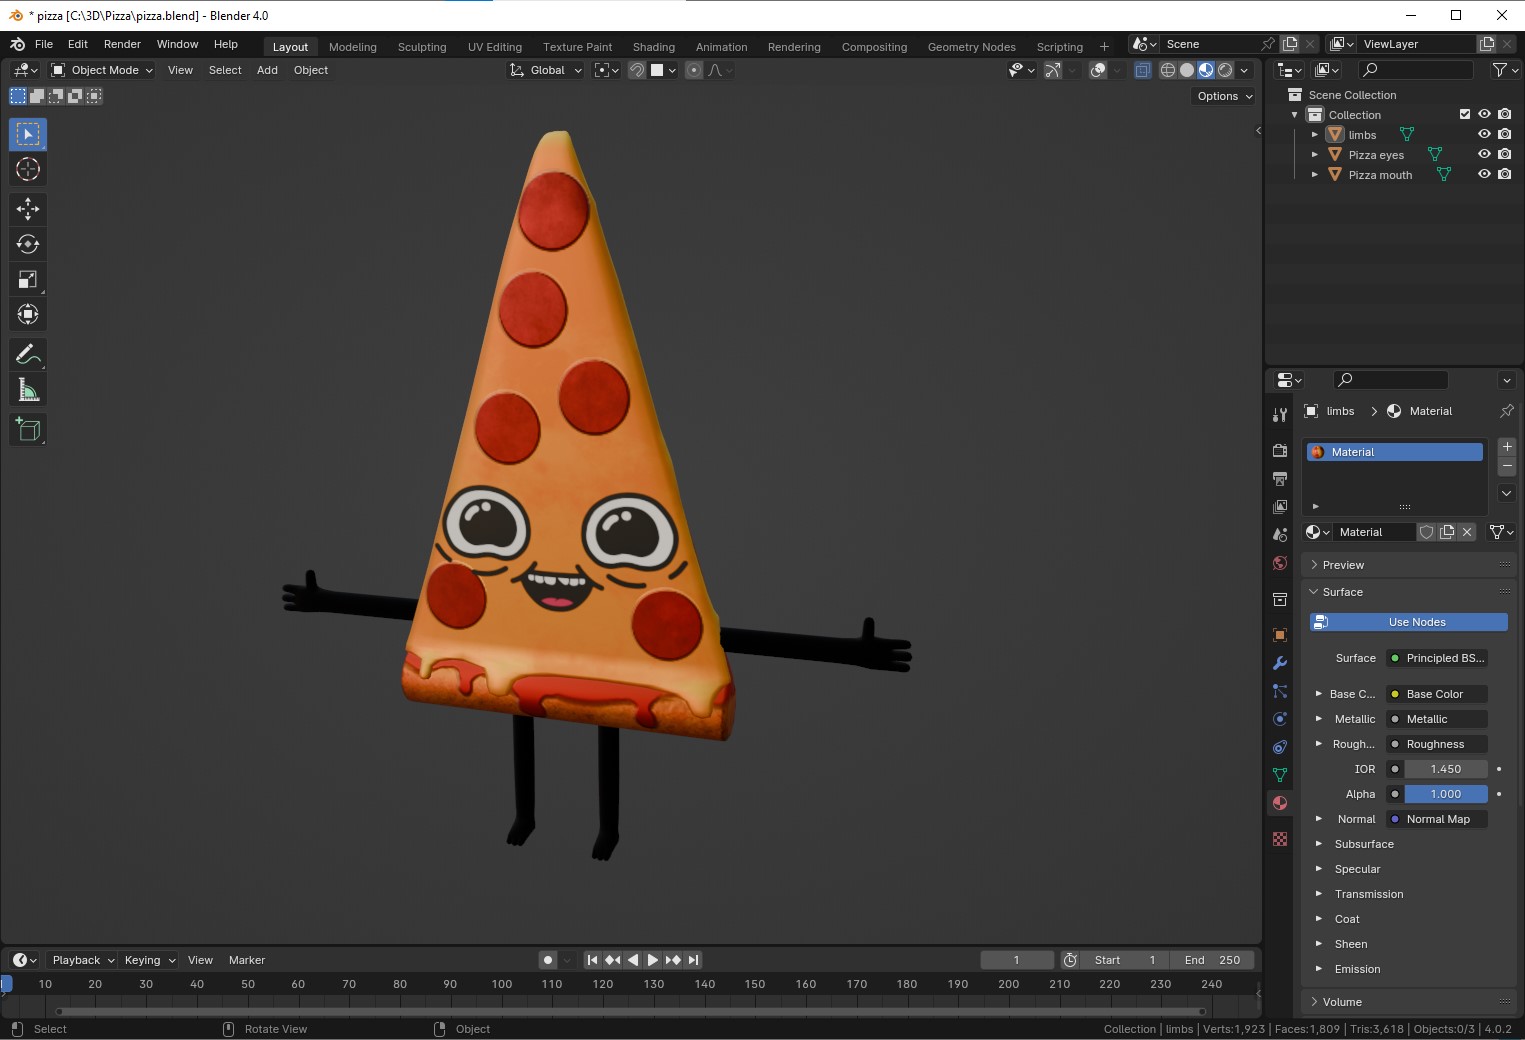 * pizza [C:\3D\Pizza\pizza.blend] - Blender 4.0
File Edit Render Window Help Layout Modeling Sculpting UV Editing Texture Paint Shading Animation Rendering Compositing Geometry Nodes Scripting + Scene ViewLayer
Object Mode View Select Add Object Global
Options
Scene Collection
Collection
limbs
Pizza eyes
Pizza mouth
limbs > Material
Material
Material
Preview
Surface
Use Nodes
Surface Principled BS...
Base C... Base Color
Metallic Metallic
Rough... Roughness
IOR 1.450
Alpha 1.000
Normal Normal Map
Subsurface
Specular
Transmission
Coat
Sheen
Emission
Volume
Playback Keying View Marker 1 Start 1 End 250
10 20 30 40 50 60 70 80 90 100 110 120 130 140 150 160 170 180 190 200 210 220 230 240
Select Rotate View Object Collection | limbs | Verts:1,923 | Faces:1,809 | Tris:3,618 | Objects:0/3 | 4.0.2